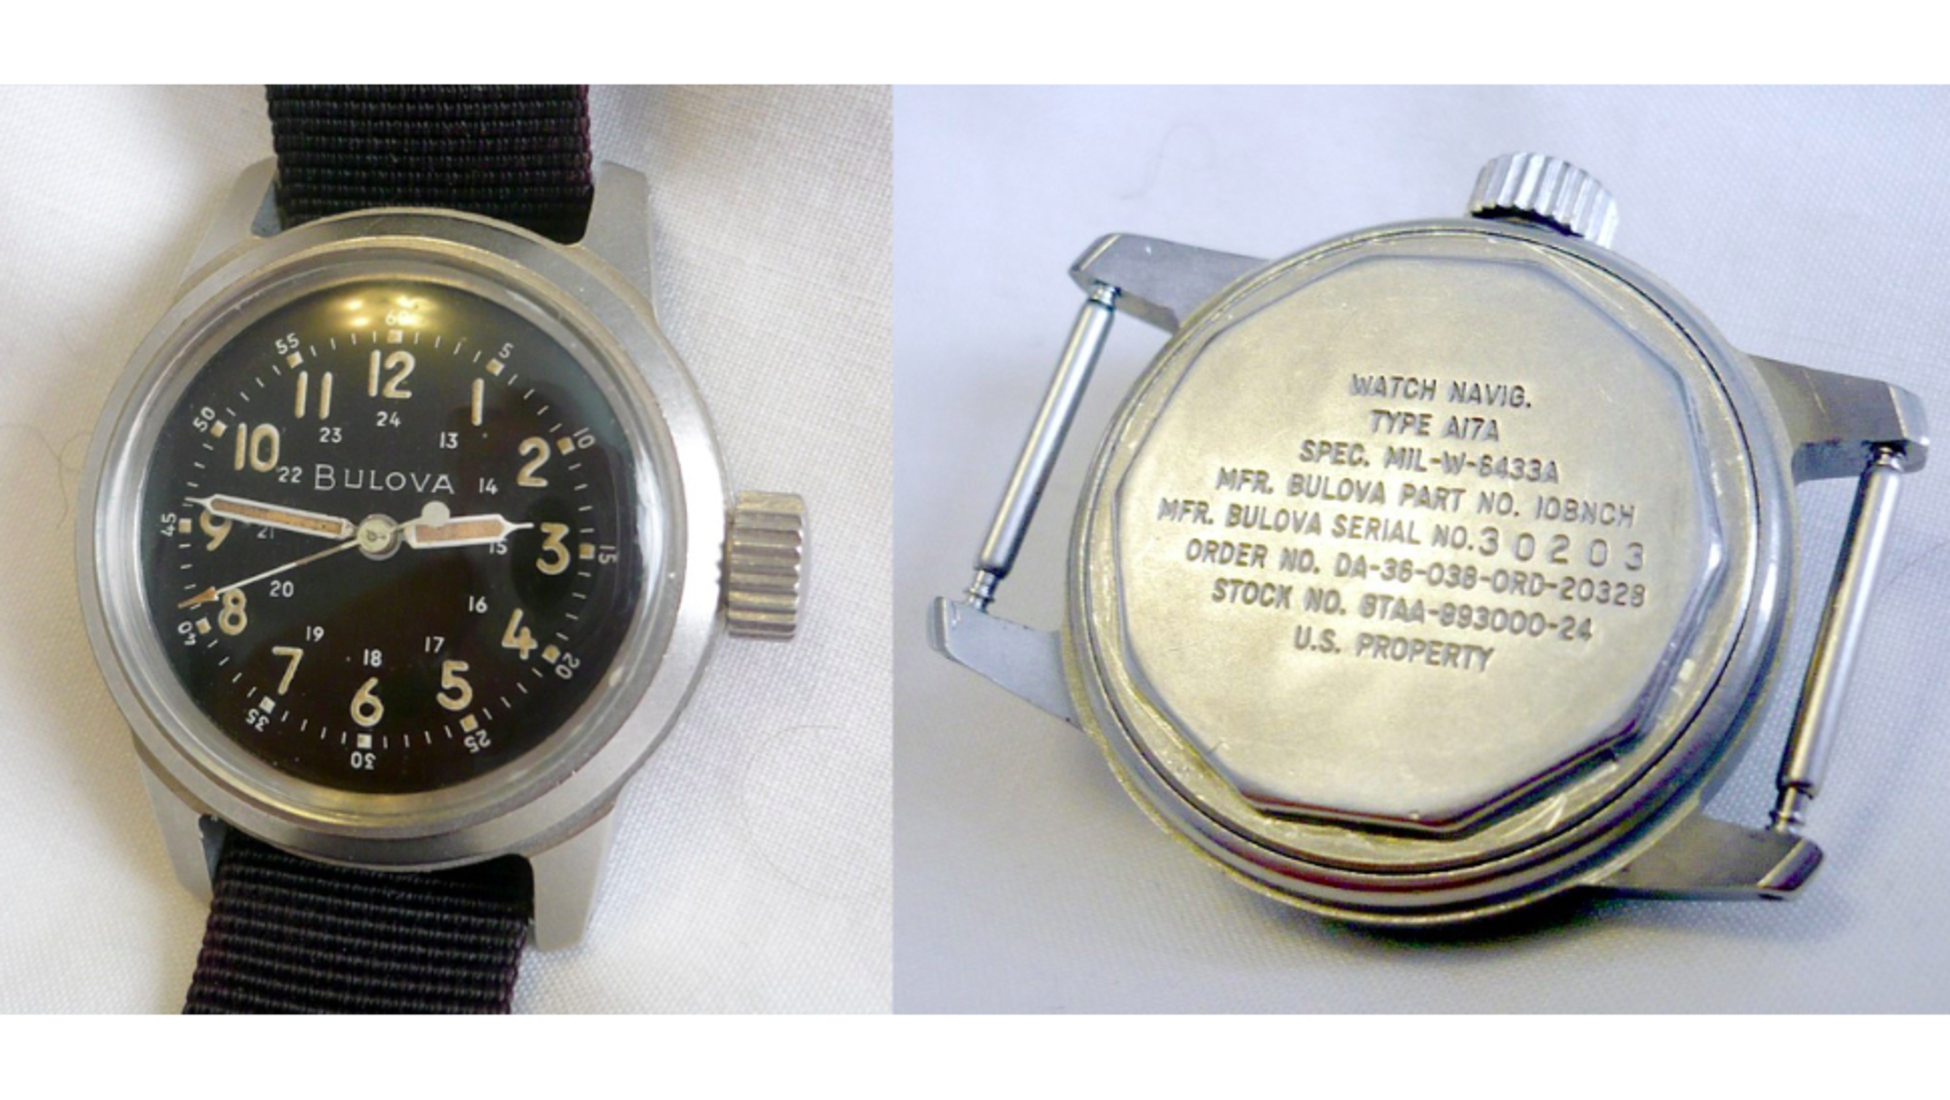 60
55 5
12
11 1
24
50 10
23 13
10 2
22 BULOVA 14
45 9 21 15 3 15
20
8 16 4
40 19 17 20
7 18 5
6
35 25
30
WATCH NAVIG.
TYPE A17A
SPEC. MIL-W-6433A
MFR. BULOVA PART NO. 10BNCH
MFR. BULOVA SERIAL NO. 30203
ORDER NO. DA-36-038-ORD-20328
STOCK NO. 8TAA-893000-24
U.S. PROPERTY